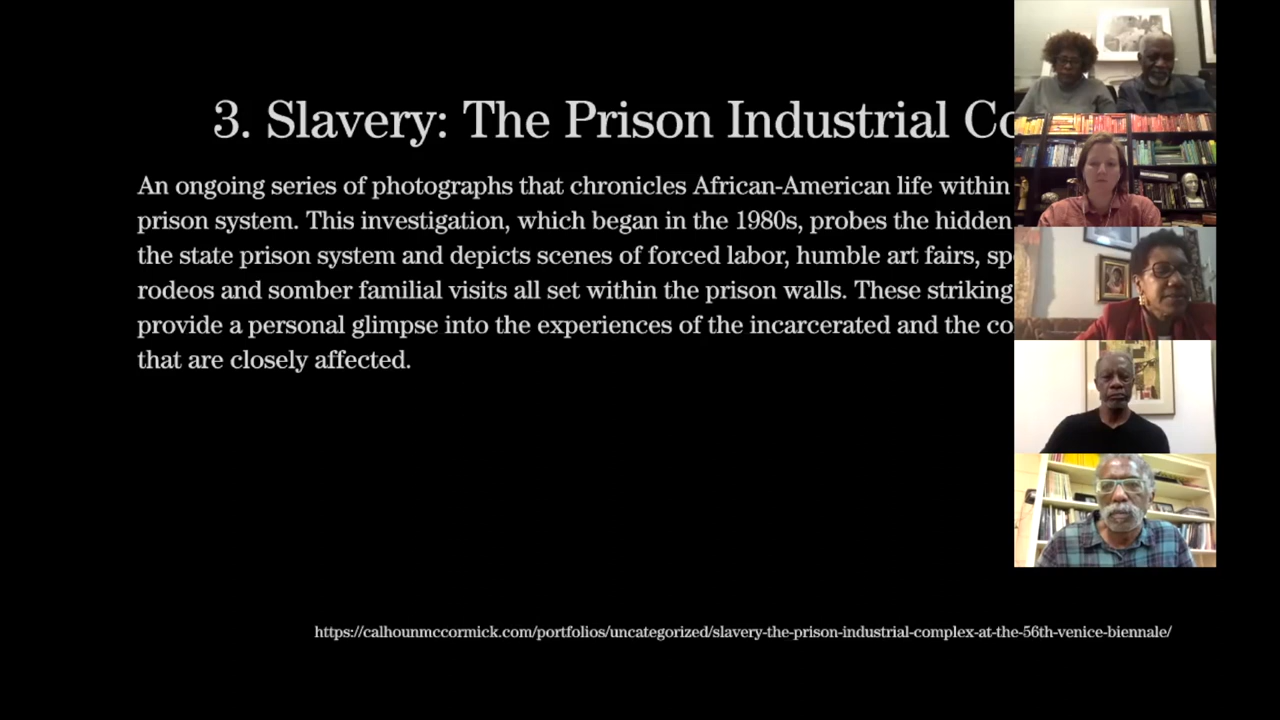 3. Slavery: The Prison Industrial Co
An ongoing series of photographs that chronicles African-American life within
prison system. This investigation, which began in the 1980s, probes the hidden
the state prison system and depicts scenes of forced labor, humble art fairs, sp
rodeos and somber familial visits all set within the prison walls. These striking
provide a personal glimpse into the experiences of the incarcerated and the co
that are closely affected.
https://calhounmccormick.com/portfolios/uncategorized/slavery-the-prison-industrial-complex-at-the-56th-venice-biennale/